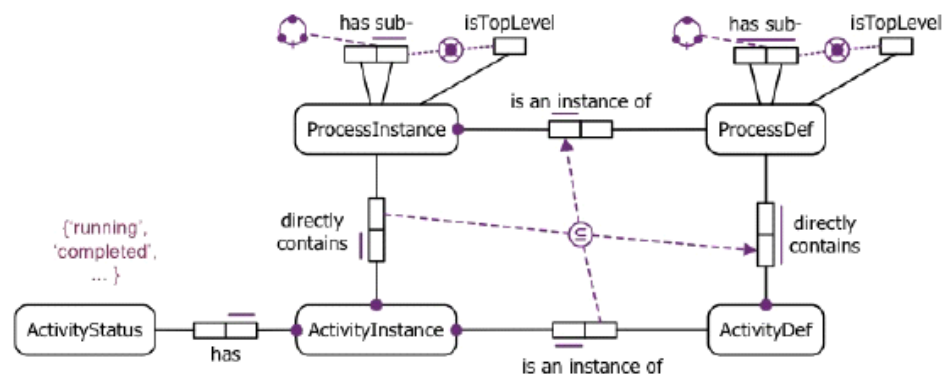 has sub-
isTopLevel
has sub-
isTopLevel
is an instance of
ProcessInstance
ProcessDef
directly
contains
directly
contains
{'running',
'completed',
... }
⊆
ActivityStatus
has
ActivityInstance
is an instance of
ActivityDef